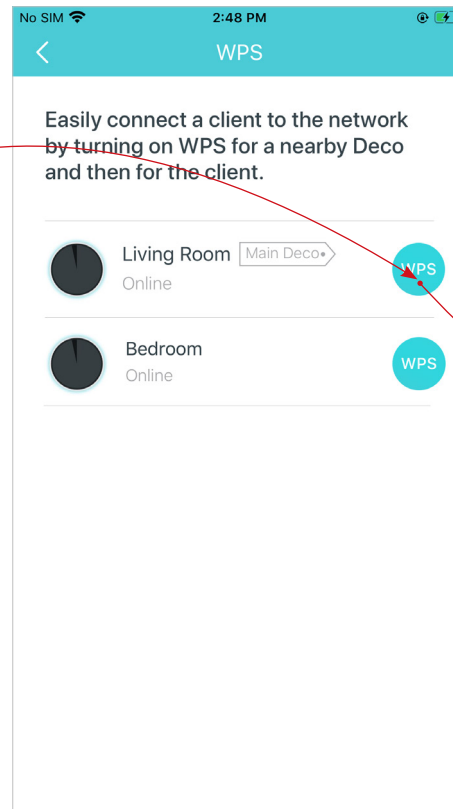 No SIM 2:48 PM
WPS
Easily connect a client to the network
by turning on WPS for a nearby Deco
and then for the client.
Living Room Main Deco
Online
WPS
Bedroom
Online
WPS